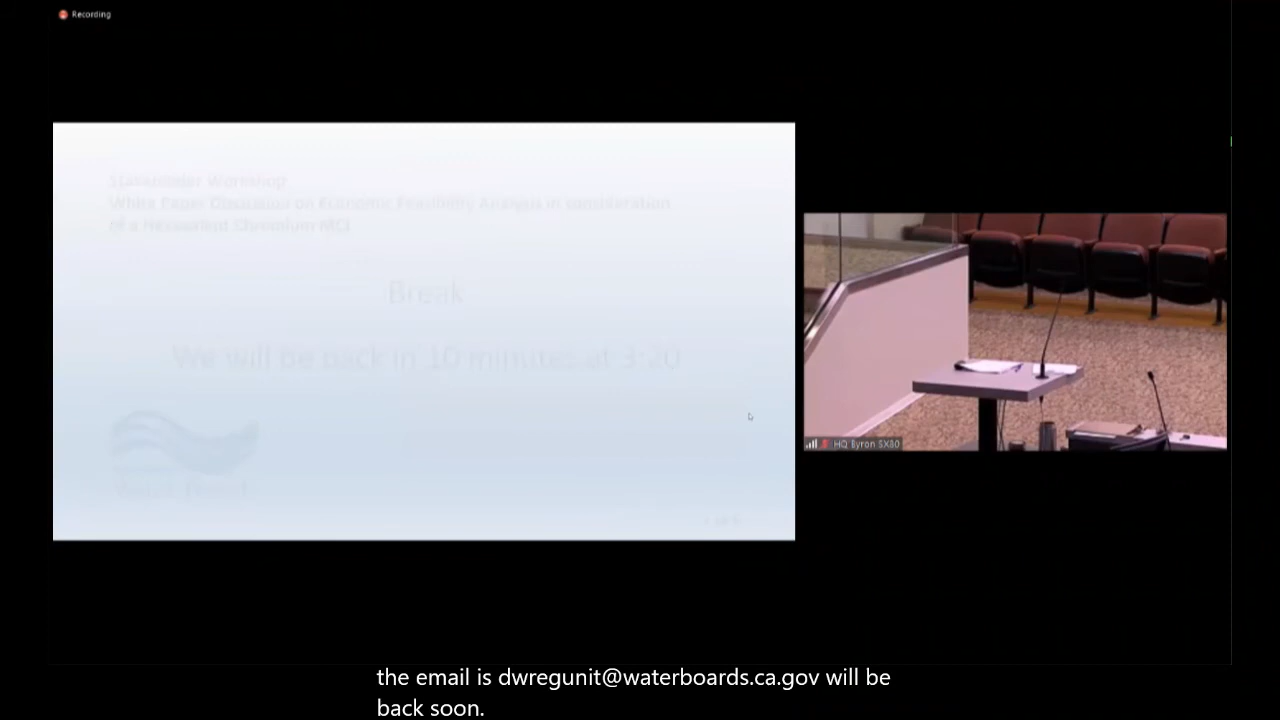 Recording
Stakeholder Workshop
White Paper Discussion on Economic Feasibility Analysis in consideration
of a Hexavalent Chromium MCL
Break
We will be back in 10 minutes at 3:20
HQ Byron SX80
the email is dwregunit@waterboards.ca.gov will be
back soon.